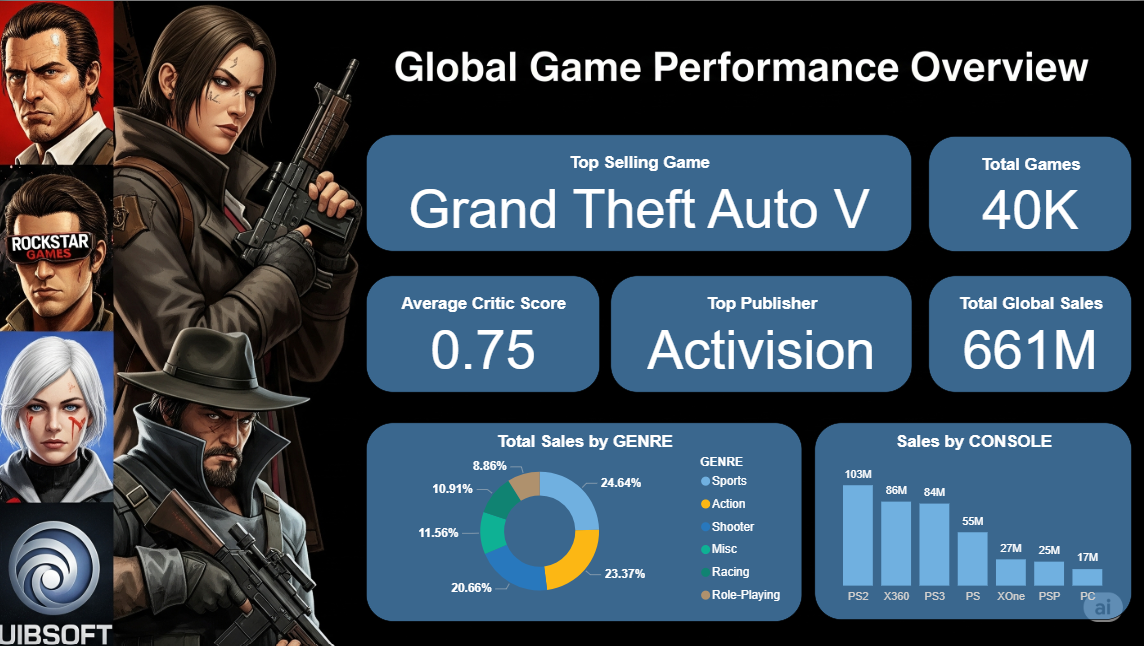 Global Game Performance Overview
ROCKSTAR
GAMES
UIBSOFT
Top Selling Game
Grand Theft Auto V
Total Games
40K
Average Critic Score
0.75
Top Publisher
Activision
Total Global Sales
661M
Total Sales by GENRE
8.86%
24.64%
10.91%
11.56%
23.37%
20.66%
GENRE
Sports
Action
Shooter
Misc
Racing
Role-Playing
Sales by CONSOLE
103M
86M
84M
55M
27M
25M
17M
PS2 X360 PS3 PS XOne PSP PC
ai